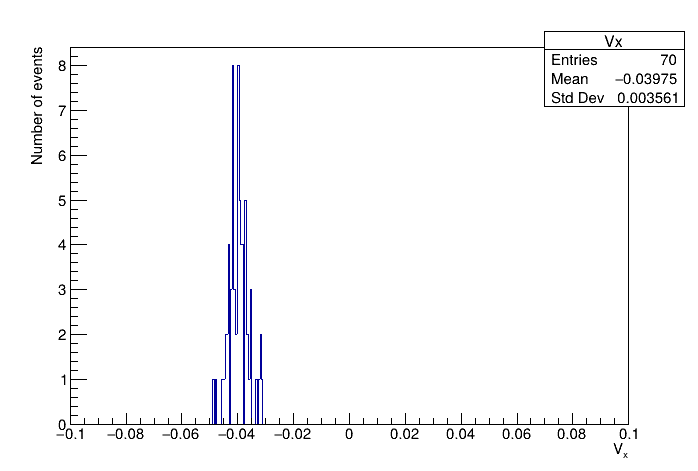 Vx
Entries 70
Mean −0.03975
Std Dev 0.003561
Number of events
8
7
6
5
4
3
2
1
0
−0.1 −0.08 −0.06 −0.04 −0.02 0 0.02 0.04 0.06 0.08 0.1
Vx